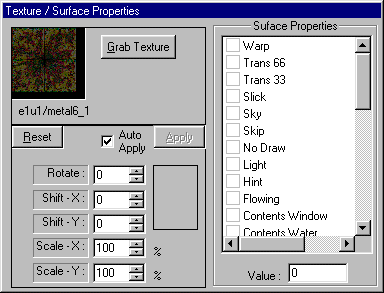 Texture / Surface Properties
Grab Texture
e1u1/metal6_1
Reset
Auto Apply
Apply
Rotate : 0
Shift - X : 0
Shift - Y : 0
Scale - X : 100 %
Scale - Y : 100 %
Suface Properties
Warp
Trans 66
Trans 33
Slick
Sky
Skip
No Draw
Light
Hint
Flowing
Contents Window
Contents Water
Value : 0